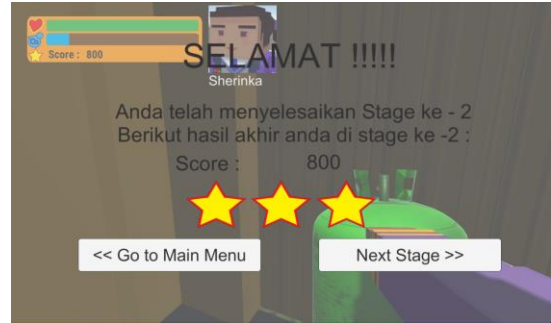 Score : 800
SELAMAT !!!!!
Sherinka
Anda telah menyelesaikan Stage ke - 2
Berikut hasil akhir anda di stage ke -2 :
Score : 800
<< Go to Main Menu
Next Stage >>